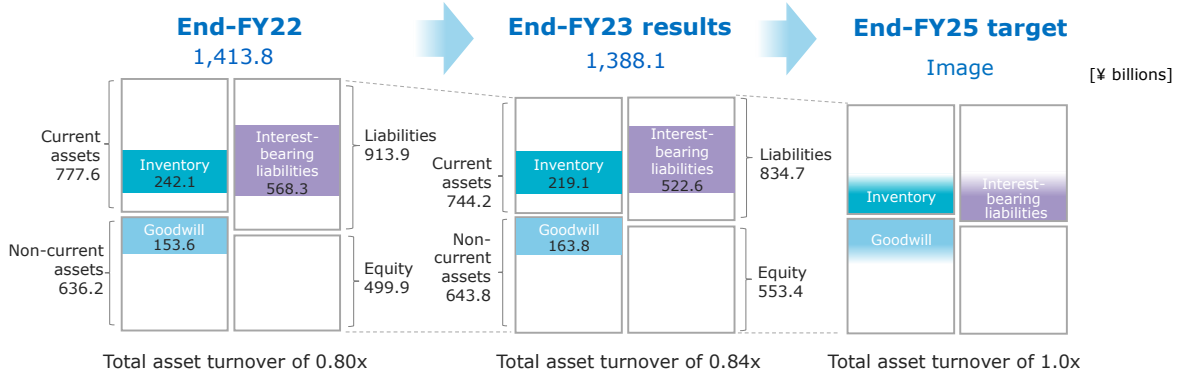 End-FY22
1,413.8
End-FY23 results
1,388.1
End-FY25 target
Image
[¥ billions]
Current
assets
777.6
Non-current
assets
636.2
Inventory
242.1
Goodwill
153.6
Interest-
bearing
liabilities
568.3
Liabilities
913.9
Equity
499.9
Total asset turnover of 0.80x
Current
assets
744.2
Non-
current
assets
643.8
Inventory
219.1
Goodwill
163.8
Interest-
bearing
liabilities
522.6
Liabilities
834.7
Equity
553.4
Total asset turnover of 0.84x
Inventory
Goodwill
Interest-
bearing
liabilities
Total asset turnover of 1.0x